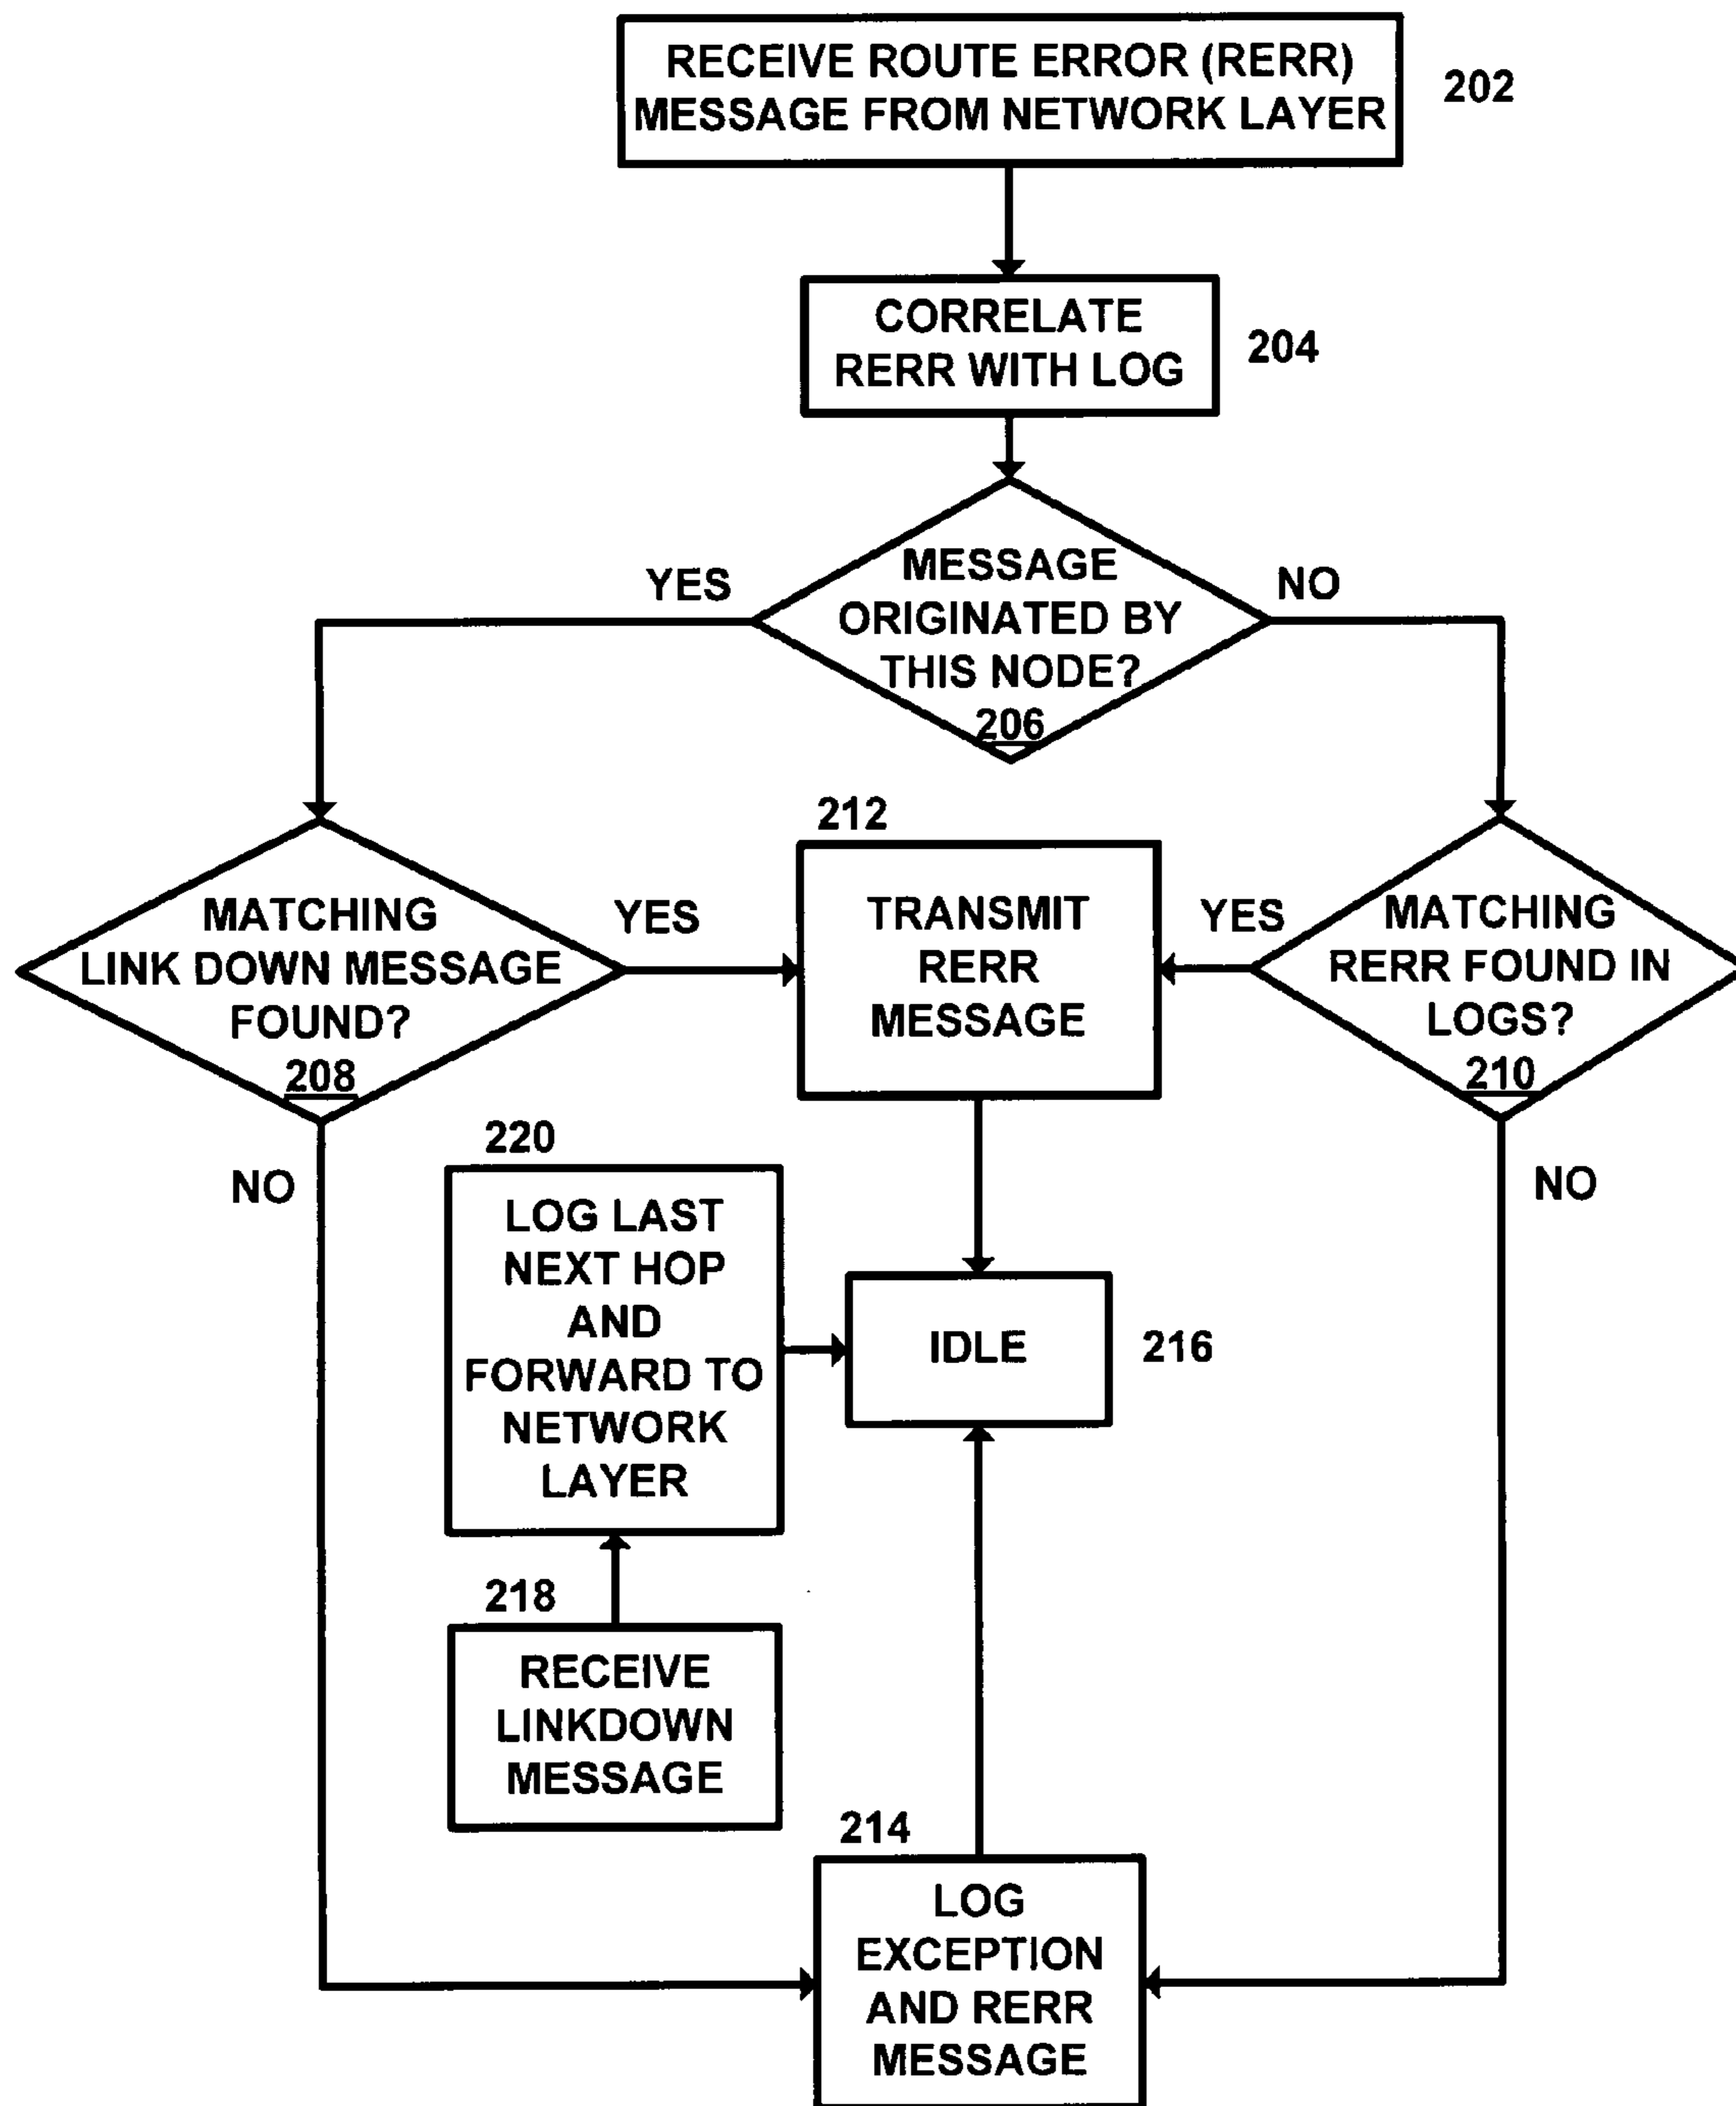 RECEIVE ROUTE ERROR (RERR)
MESSAGE FROM NETWORK LAYER
202
CORRELATE
RERR WITH LOG
204
MESSAGE
ORIGINATED BY
THIS NODE?
206
YES
NO
MATCHING
LINK DOWN MESSAGE
FOUND?
208
YES
NO
212
TRANSMIT
RERR
MESSAGE
YES
MATCHING
RERR FOUND IN
LOGS?
210
NO
220
LOG LAST
NEXT HOP
AND
FORWARD TO
NETWORK
LAYER
IDLE
216
218
RECEIVE
LINKDOWN
MESSAGE
214
LOG
EXCEPTION
AND RERR
MESSAGE